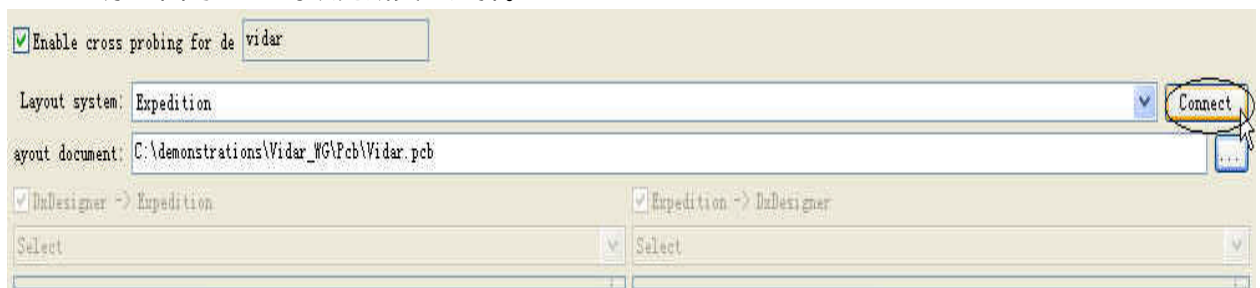 Enable cross probing for de vidar
Layout system: Expedition Connect
ayout document: C:\demonstrations\Vidar_WG\Pcb\Vidar.pcb ...
DxDesigner -> Expedition Expedition -> DxDesigner
Select Select